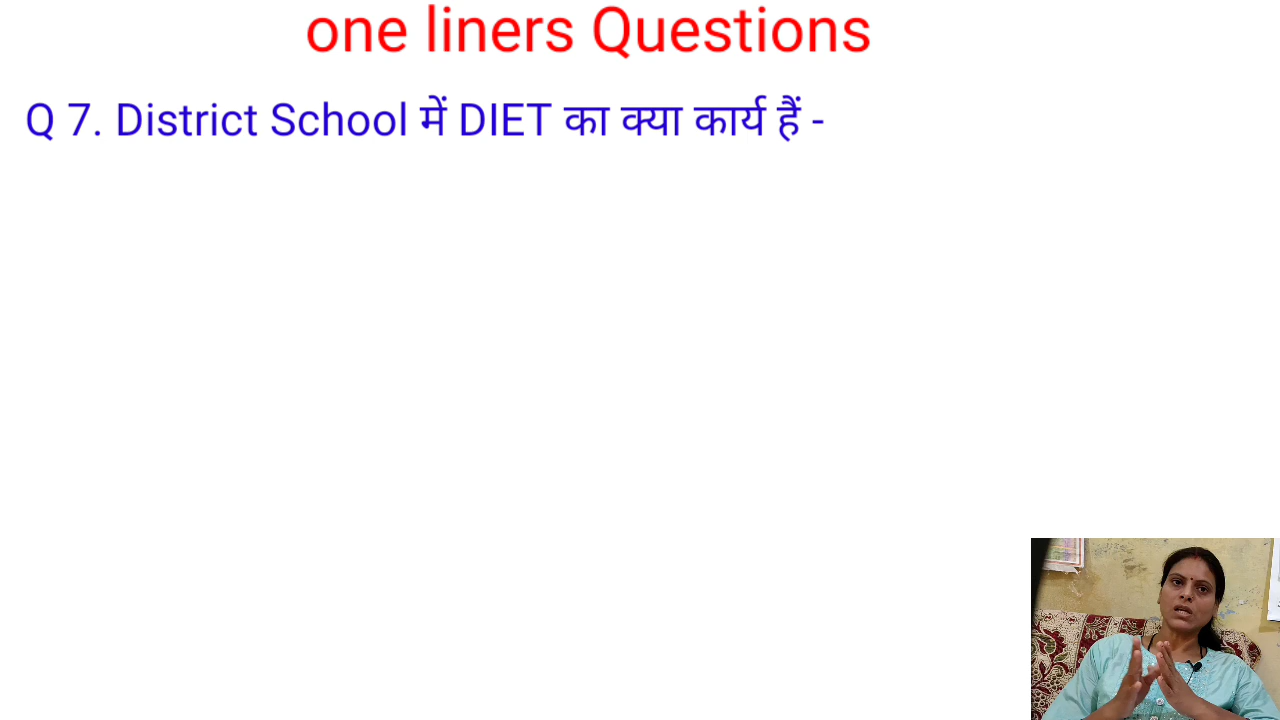 one liners Questions
Q 7. District School में DIET का क्या कार्य हैं -